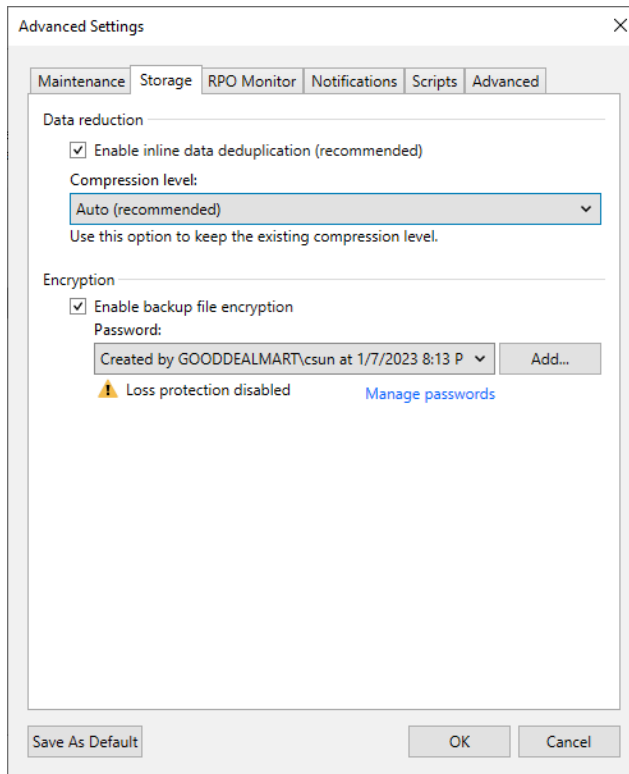 Advanced Settings
Maintenance Storage RPO Monitor Notifications Scripts Advanced
Data reduction
Enable inline data deduplication (recommended)
Compression level:
Auto (recommended)
Use this option to keep the existing compression level.
Encryption
Enable backup file encryption
Password:
Created by GOODDEALMART\csun at 1/7/2023 8:13 P
Add...
Loss protection disabled
Manage passwords
Save As Default
OK
Cancel